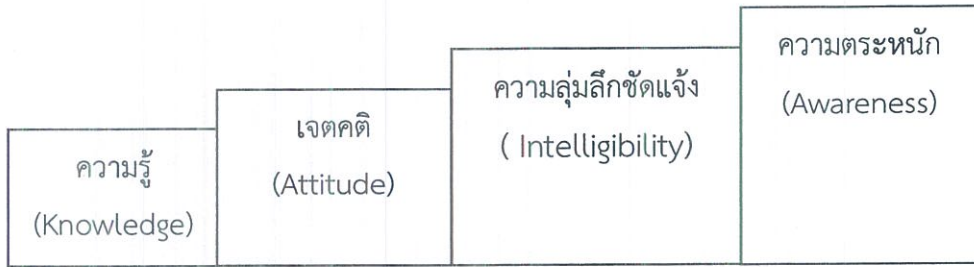 ความรู้
(Knowledge)
เจตคติ
(Attitude)
ความลุ่มลึกชัดแจ้ง
( Intelligibility)
ความตระหนัก
(Awareness)